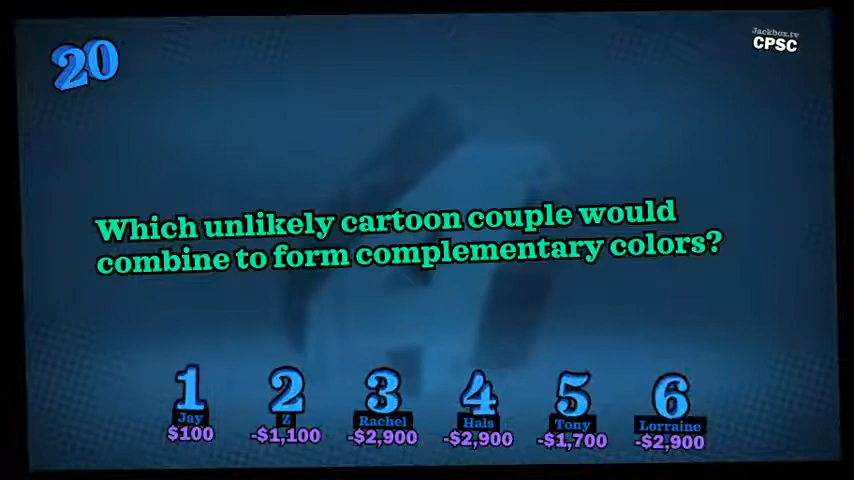 20
Jackbox.tv
CPSC
Which unlikely cartoon couple would
combine to form complementary colors?
1 2 3 4 5 6
Jay Z Rachel Hals Tony Lorraine
$100 -$1,100 -$2,900 -$2,900 -$1,700 -$2,900